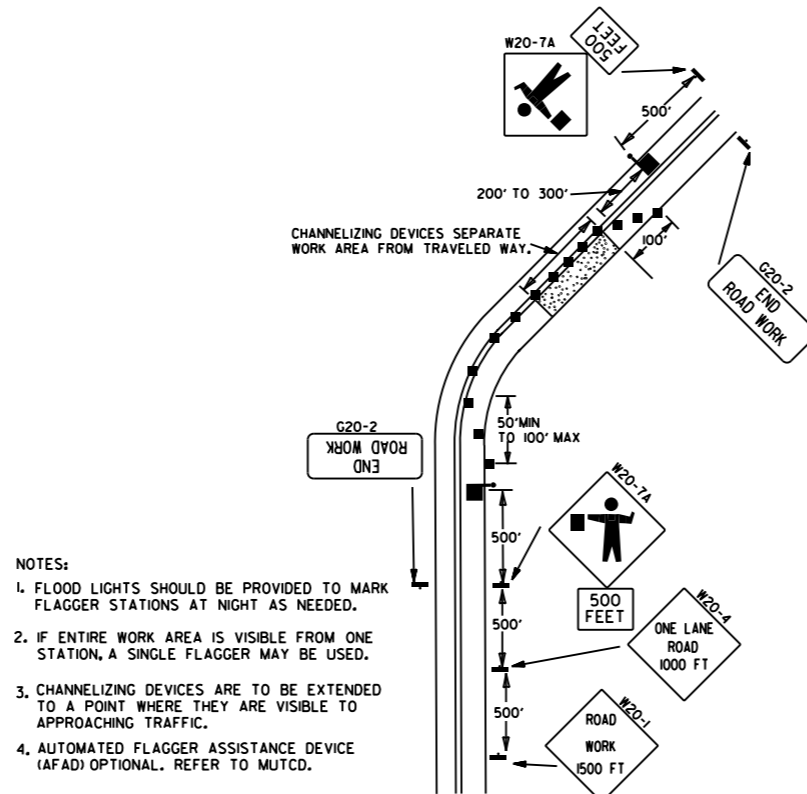 W20-7A
500
FEET
500'
200' TO 300'
CHANNELIZING DEVICES SEPARATE
WORK AREA FROM TRAVELED WAY.
100'
G20-2
END
ROAD WORK
50'MIN
TO 100' MAX
G20-2
END
ROAD WORK
W20-7A
500'
500
FEET
500'
W20-4
ONE LANE
ROAD
1000 FT
500'
W20-1
ROAD
WORK
1500 FT
NOTES:
1. FLOOD LIGHTS SHOULD BE PROVIDED TO MARK
FLAGGER STATIONS AT NIGHT AS NEEDED.
2. IF ENTIRE WORK AREA IS VISIBLE FROM ONE
STATION, A SINGLE FLAGGER MAY BE USED.
3. CHANNELIZING DEVICES ARE TO BE EXTENDED
TO A POINT WHERE THEY ARE VISIBLE TO
APPROACHING TRAFFIC.
4. AUTOMATED FLAGGER ASSISTANCE DEVICE
(AFAD) OPTIONAL. REFER TO MUTCD.